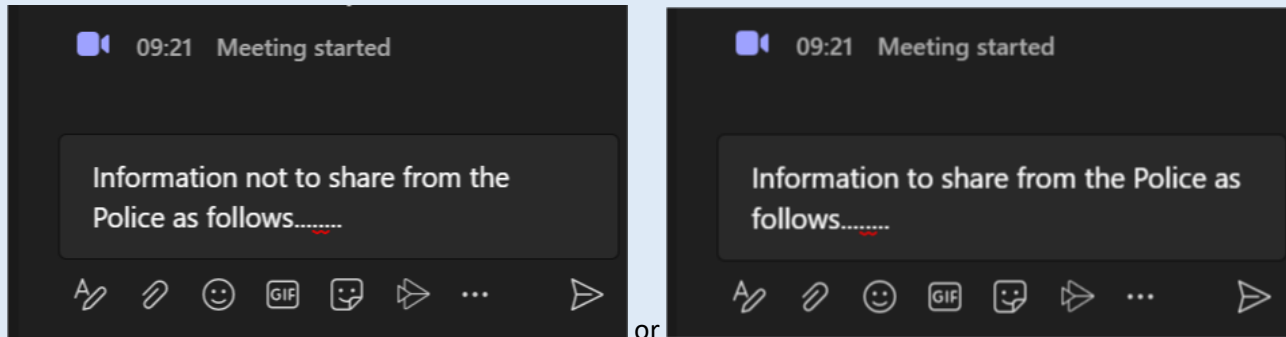 09:21 Meeting started
Information not to share from the
Police as follows........
GIF
or
09:21 Meeting started
Information to share from the Police as
follows........
GIF